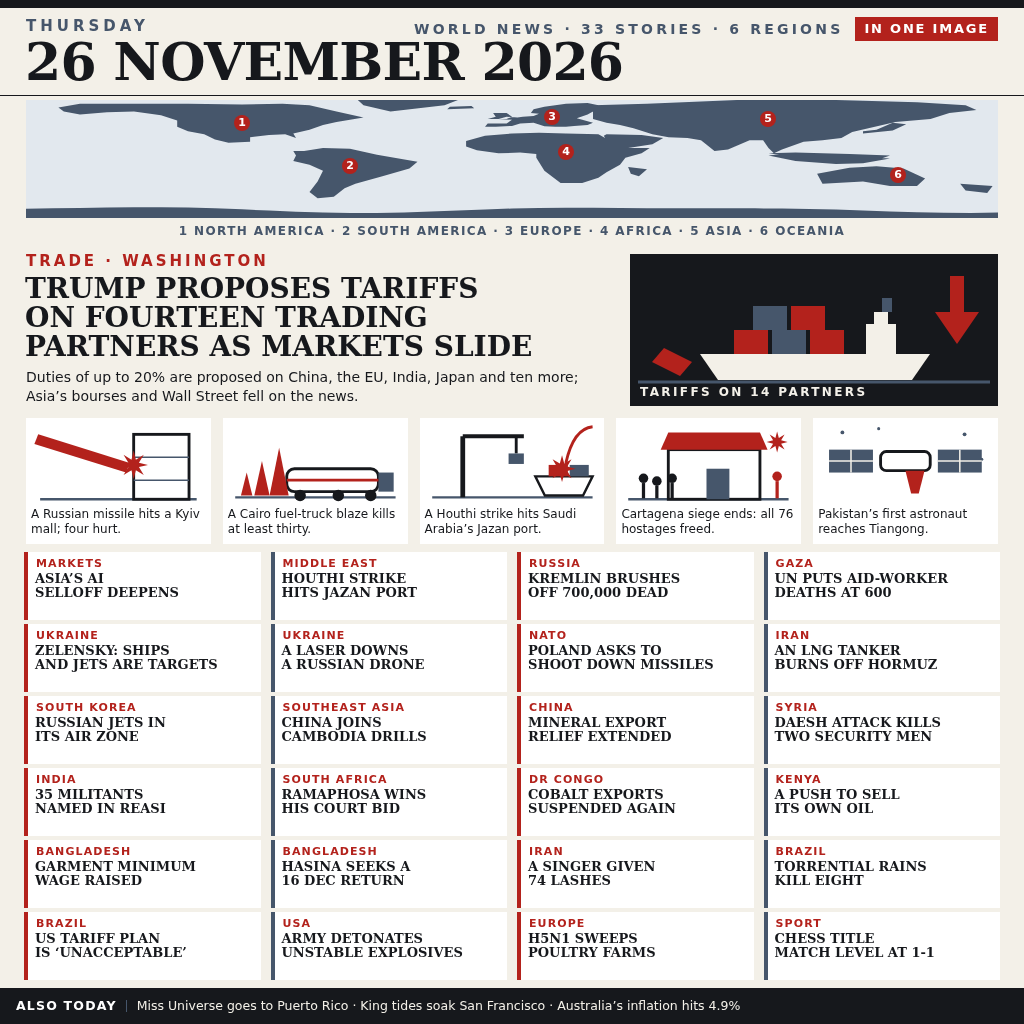 THURSDAY
WORLD NEWS · 33 STORIES · 6 REGIONS
IN ONE IMAGE
26 NOVEMBER 2026
1
2
3
4
5
6
1 NORTH AMERICA · 2 SOUTH AMERICA · 3 EUROPE · 4 AFRICA · 5 ASIA · 6 OCEANIA
TRADE · WASHINGTON
TRUMP PROPOSES TARIFFS
ON FOURTEEN TRADING
PARTNERS AS MARKETS SLIDE
Duties of up to 20% are proposed on China, the EU, India, Japan and ten more;
Asia’s bourses and Wall Street fell on the news.
TARIFFS ON 14 PARTNERS
A Russian missile hits a Kyiv
mall; four hurt.
A Cairo fuel-truck blaze kills
at least thirty.
A Houthi strike hits Saudi
Arabia’s Jazan port.
Cartagena siege ends: all 76
hostages freed.
Pakistan’s first astronaut
reaches Tiangong.
MARKETS
ASIA’S AI
SELLOFF DEEPENS
MIDDLE EAST
HOUTHI STRIKE
HITS JAZAN PORT
RUSSIA
KREMLIN BRUSHES
OFF 700,000 DEAD
GAZA
UN PUTS AID-WORKER
DEATHS AT 600
UKRAINE
ZELENSKY: SHIPS
AND JETS ARE TARGETS
UKRAINE
A LASER DOWNS
A RUSSIAN DRONE
NATO
POLAND ASKS TO
SHOOT DOWN MISSILES
IRAN
AN LNG TANKER
BURNS OFF HORMUZ
SOUTH KOREA
RUSSIAN JETS IN
ITS AIR ZONE
SOUTHEAST ASIA
CHINA JOINS
CAMBODIA DRILLS
CHINA
MINERAL EXPORT
RELIEF EXTENDED
SYRIA
DAESH ATTACK KILLS
TWO SECURITY MEN
INDIA
35 MILITANTS
NAMED IN REASI
SOUTH AFRICA
RAMAPHOSA WINS
HIS COURT BID
DR CONGO
COBALT EXPORTS
SUSPENDED AGAIN
KENYA
A PUSH TO SELL
ITS OWN OIL
BANGLADESH
GARMENT MINIMUM
WAGE RAISED
BANGLADESH
HASINA SEEKS A
16 DEC RETURN
IRAN
A SINGER GIVEN
74 LASHES
BRAZIL
TORRENTIAL RAINS
KILL EIGHT
BRAZIL
US TARIFF PLAN
IS ‘UNACCEPTABLE’
USA
ARMY DETONATES
UNSTABLE EXPLOSIVES
EUROPE
H5N1 SWEEPS
POULTRY FARMS
SPORT
CHESS TITLE
MATCH LEVEL AT 1-1
ALSO TODAY | Miss Universe goes to Puerto Rico · King tides soak San Francisco · Australia’s inflation hits 4.9%